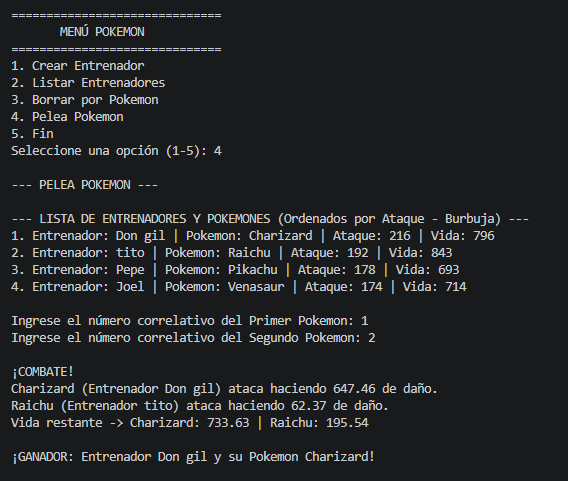 ==============================
MENÚ POKEMON
==============================
1. Crear Entrenador
2. Listar Entrenadores
3. Borrar por Pokemon
4. Pelea Pokemon
5. Fin
Seleccione una opción (1-5): 4
--- PELEA POKEMON ---
--- LISTA DE ENTRENADORES Y POKEMONES (Ordenados por Ataque - Burbuja) ---
1. Entrenador: Don gil | Pokemon: Charizard | Ataque: 216 | Vida: 796
2. Entrenador: tito | Pokemon: Raichu | Ataque: 192 | Vida: 843
3. Entrenador: Pepe | Pokemon: Pikachu | Ataque: 178 | Vida: 693
4. Entrenador: Joel | Pokemon: Venasaur | Ataque: 174 | Vida: 714
Ingrese el número correlativo del Primer Pokemon: 1
Ingrese el número correlativo del Segundo Pokemon: 2
¡COMBATE!
Charizard (Entrenador Don gil) ataca haciendo 647.46 de daño.
Raichu (Entrenador tito) ataca haciendo 62.37 de daño.
Vida restante -> Charizard: 733.63 | Raichu: 195.54
¡GANADOR: Entrenador Don gil y su Pokemon Charizard!